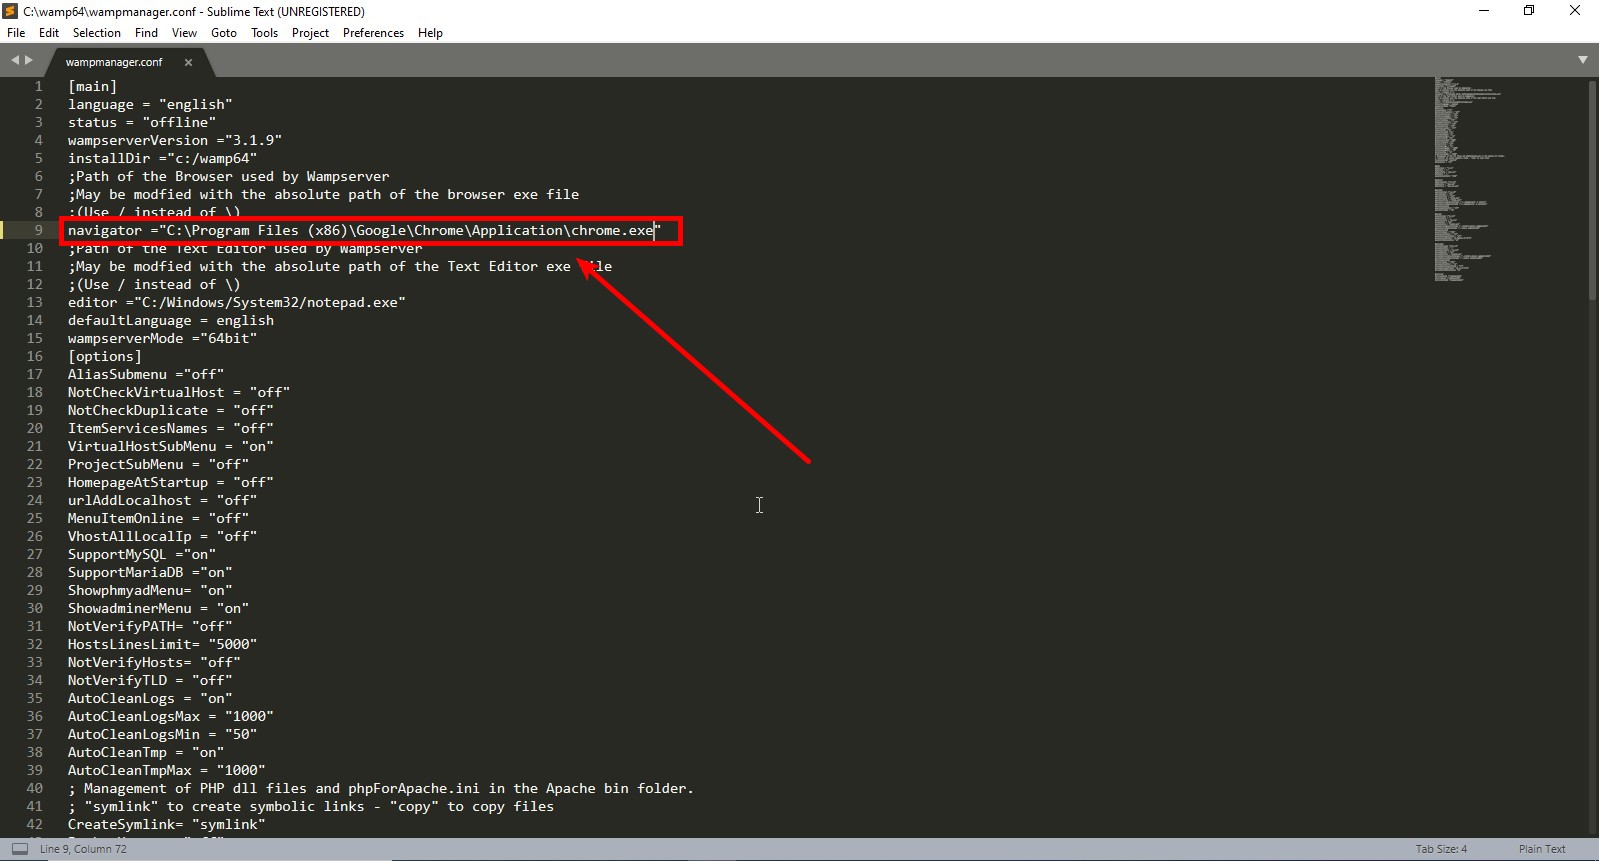 C:\wamp64\wampmanager.conf - Sublime Text (UNREGISTERED)
File Edit Selection Find View Goto Tools Project Preferences Help
wampmanager.conf
1 [main]
2 language = "english"
3 status = "offline"
4 wampserverVersion ="3.1.9"
5 installDir ="c:/wamp64"
6 ;Path of the Browser used by Wampserver
7 ;May be modfied with the absolute path of the browser exe file
8 ;(Use / instead of \)
9 navigator ="C:\Program Files (x86)\Google\Chrome\Application\chrome.exe"
10 ;Path of the Text Editor used by Wampserver
11 ;May be modfied with the absolute path of the Text Editor exe file
12 ;(Use / instead of \)
13 editor ="C:/Windows/System32/notepad.exe"
14 defaultLanguage = english
15 wampserverMode ="64bit"
16 [options]
17 AliasSubmenu ="off"
18 NotCheckVirtualHost = "off"
19 NotCheckDuplicate = "off"
20 ItemServicesNames = "off"
21 VirtualHostSubMenu = "on"
22 ProjectSubMenu = "off"
23 HomepageAtStartup = "off"
24 urlAddLocalhost = "off"
25 MenuItemOnline = "off"
26 VhostAllLocalIp = "off"
27 SupportMySQL ="on"
28 SupportMariaDB ="on"
29 ShowphmyadMenu= "on"
30 ShowadminerMenu = "on"
31 NotVerifyPATH= "off"
32 HostsLinesLimit= "5000"
33 NotVerifyHosts= "off"
34 NotVerifyTLD = "off"
35 AutoCleanLogs = "on"
36 AutoCleanLogsMax = "1000"
37 AutoCleanLogsMin = "50"
38 AutoCleanTmp = "on"
39 AutoCleanTmpMax = "1000"
40 ; Management of PHP dll files and phpForApache.ini in the Apache bin folder.
41 ; "symlink" to create symbolic links - "copy" to copy files
42 CreateSymlink= "symlink"
Line 9, Column 72 Tab Size: 4 Plain Text